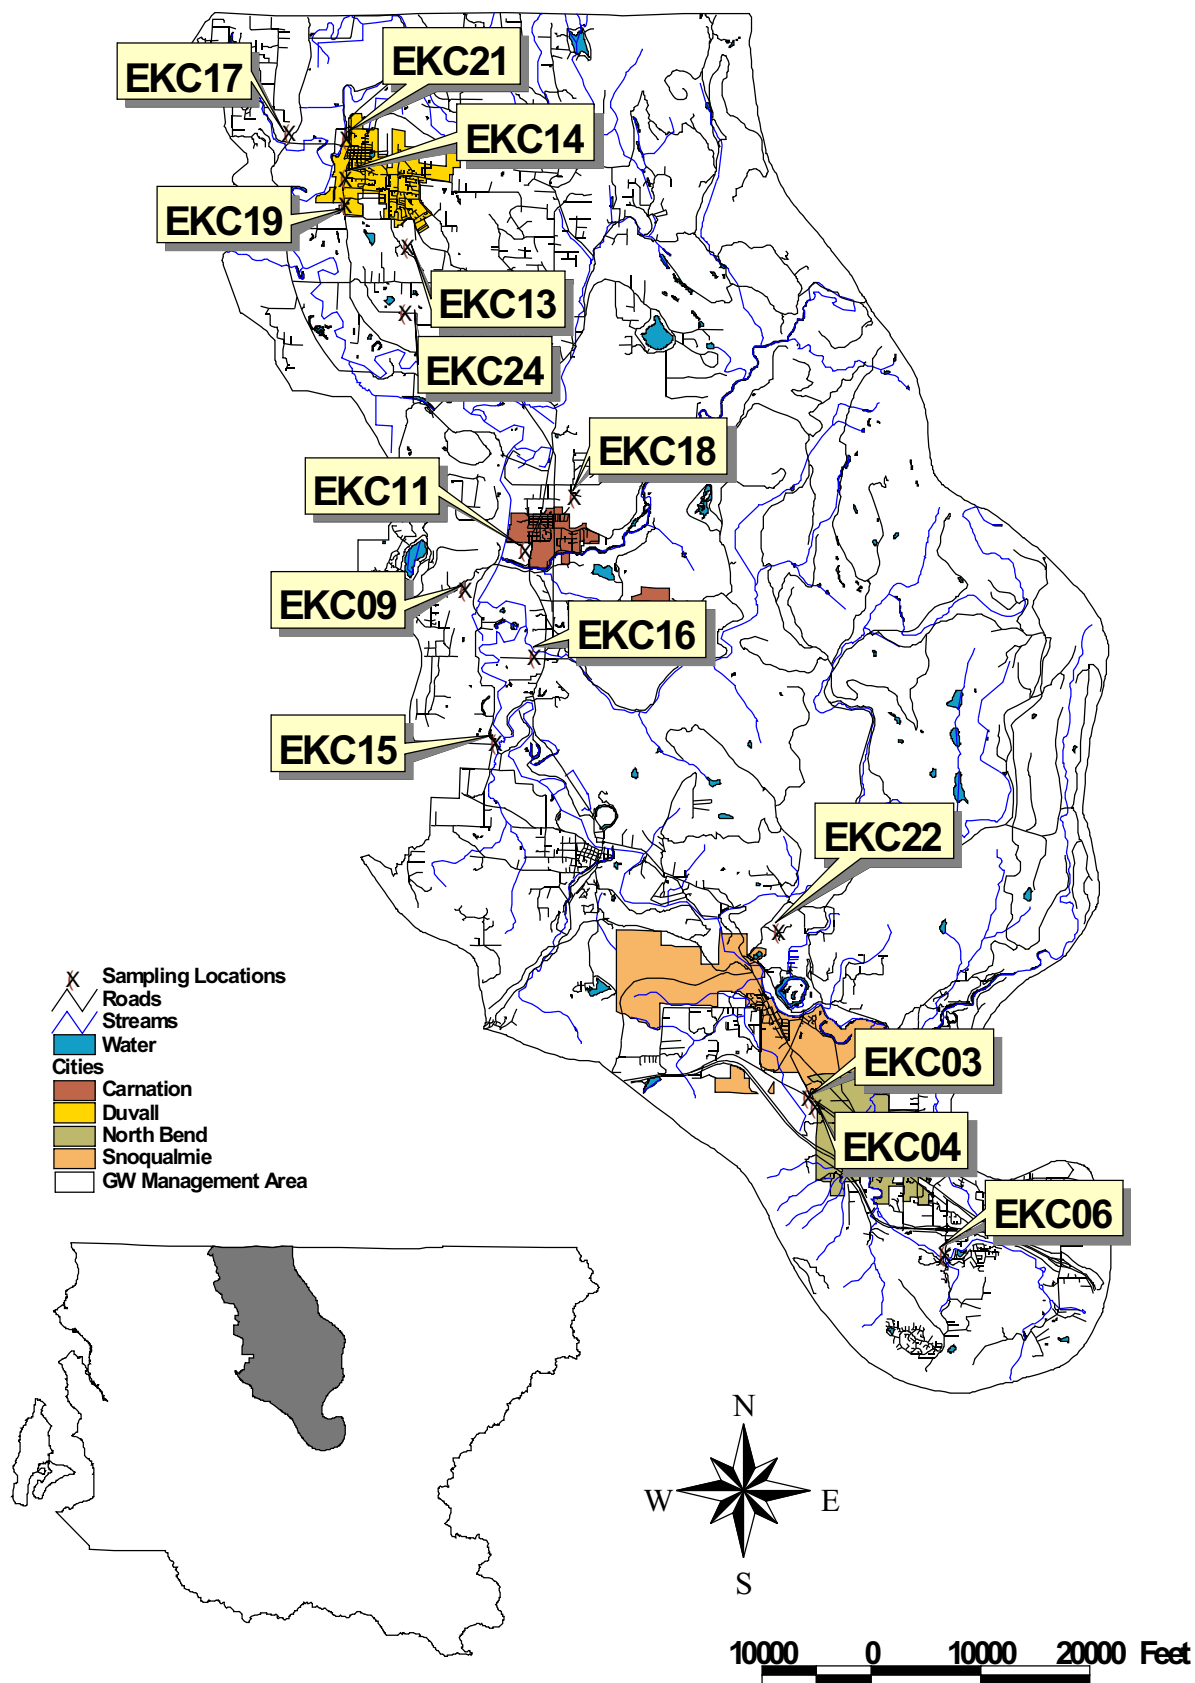 EKC17
EKC21
EKC14
EKC19
EKC13
EKC24
EKC18
EKC11
EKC09
EKC16
EKC15
EKC22
EKC03
EKC04
EKC06
Sampling Locations
Roads
Streams
Water
Cities
Carnation
Duvall
North Bend
Snoqualmie
GW Management Area
N
W E
S
10000 0 10000 20000 Feet